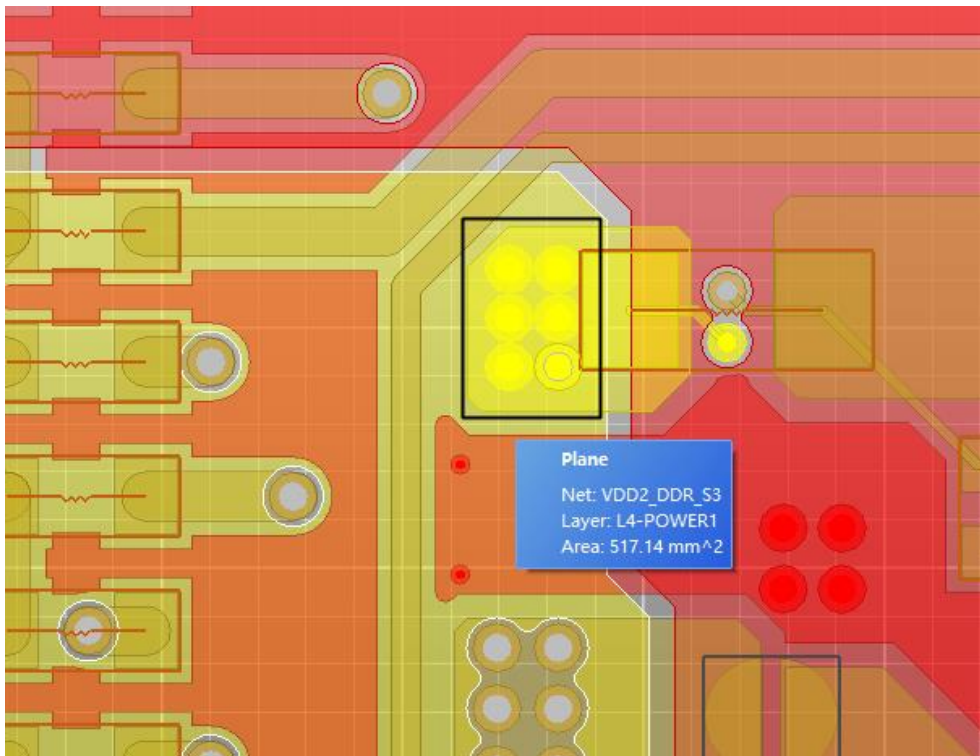 Plane
Net: VDD2_DDR_S3
Layer: L4-POWER1
Area: 517.14 mm^2